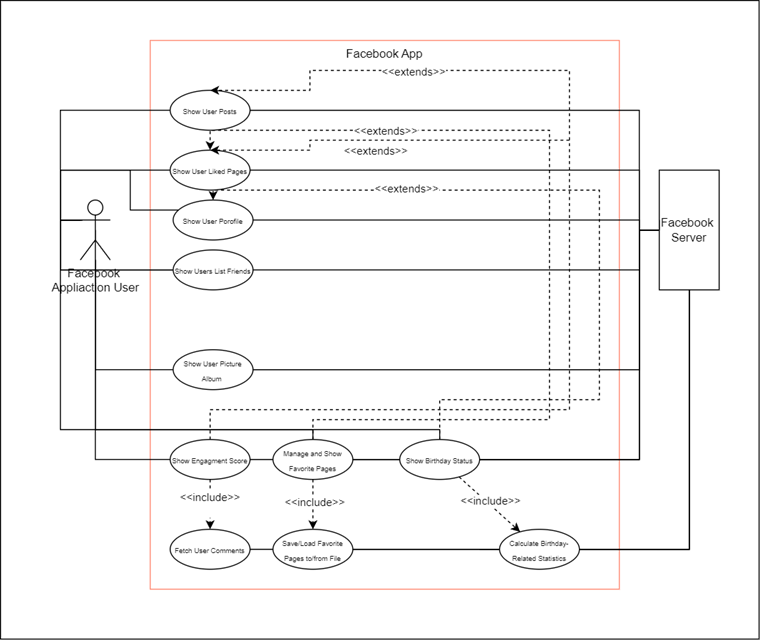 Facebook App
<<extends>>
Show User Posts
<<extends>>
<<extends>>
Show User Liked Pages
<<extends>>
Show User Porofile
Facebook
Server
Show Users List Friends
Facebook
Appliaction User
Show User Picture
Album
Show Engagment Score
Manage and Show
Favorite Pages
Show Birthday Status
<<include>>
<<include>>
<<include>>
Fetch User Comments
Save/Load Favorite
Pages to/from File
Calculate Birthday-
Related Statistics